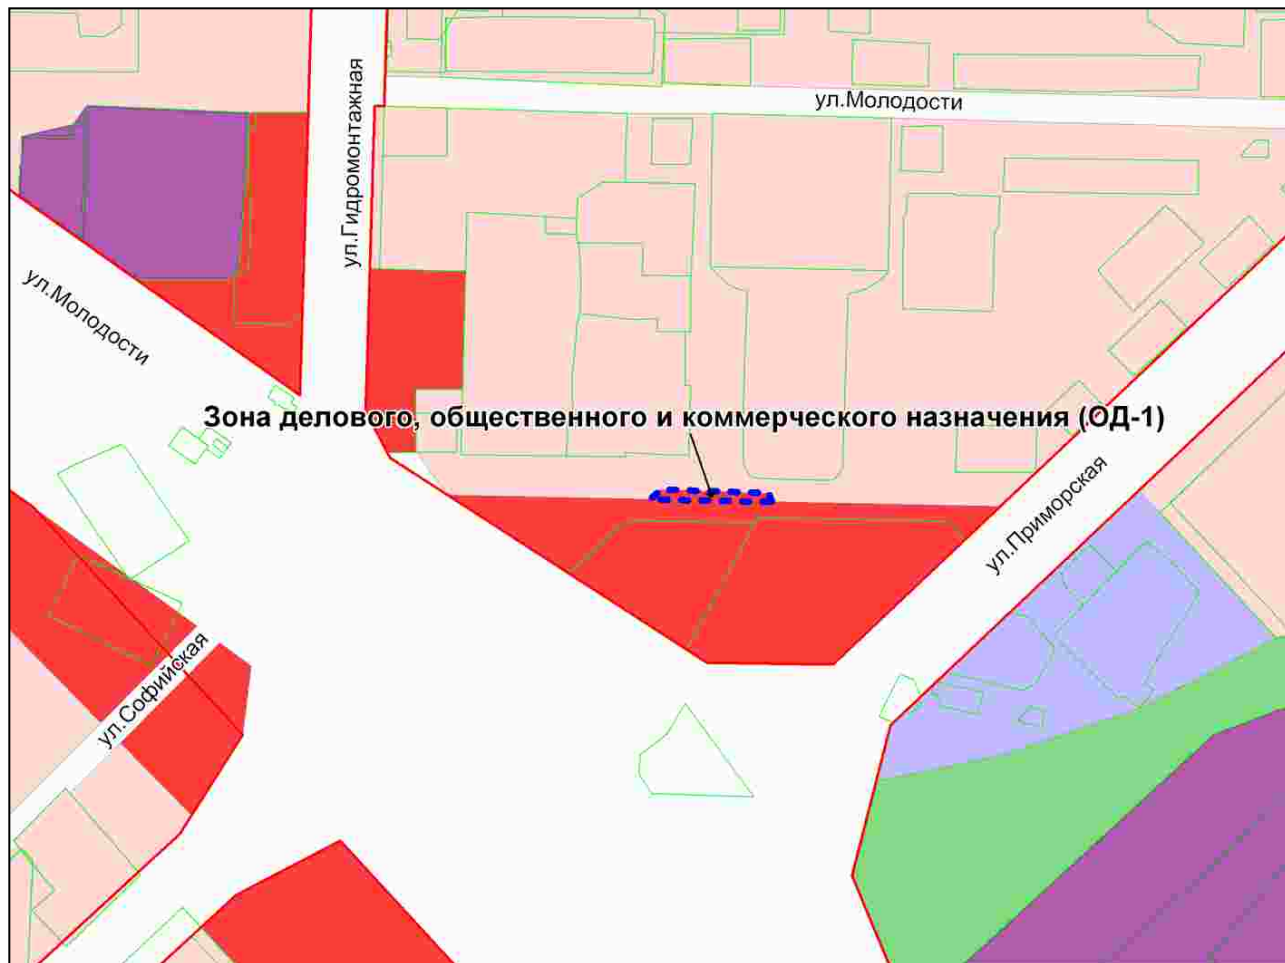 ул.Молодости
ул.Гидромонтажная
ул.Молодости
Зона делового, общественного и коммерческого назначения (ОД-1)
ул.Приморская
ул.Софийская